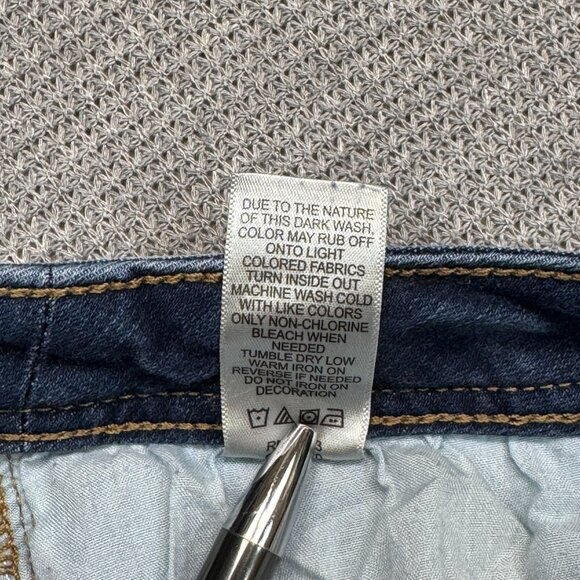 DUE TO THE NATURE
OF THIS DARK WASH,
COLOR MAY RUB OFF
ONTO LIGHT
COLORED FABRICS
TURN INSIDE OUT
MACHINE WASH COLD
WITH LIKE COLORS
ONLY NON-CHLORINE
BLEACH WHEN
NEEDED
TUMBLE DRY LOW
WARM IRON ON
REVERSE IF NEEDED
DO NOT IRON ON
DECORATION